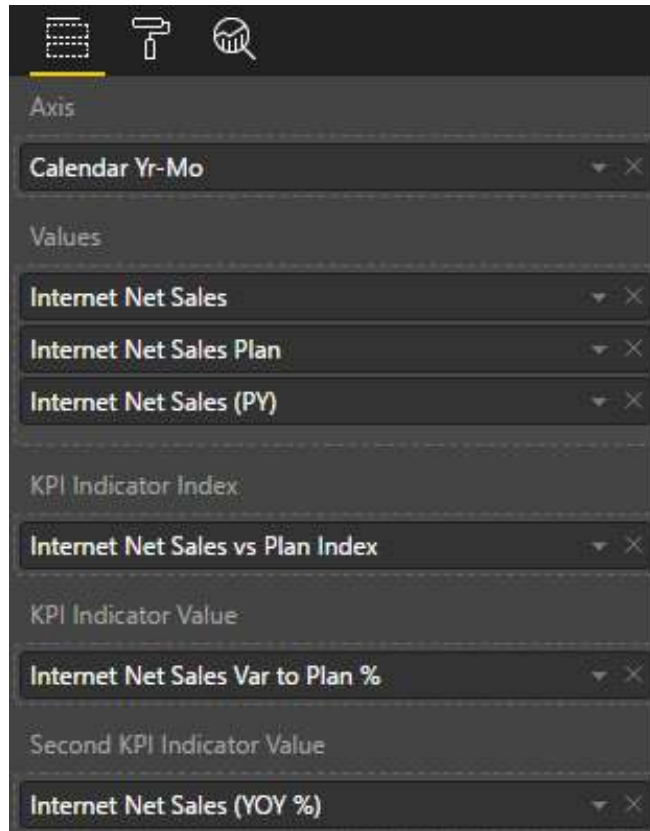 Axis
Calendar Yr-Mo
Values
Internet Net Sales
Internet Net Sales Plan
Internet Net Sales (PY)
KPI Indicator Index
Internet Net Sales vs Plan Index
KPI Indicator Value
Internet Net Sales Var to Plan %
Second KPI Indicator Value
Internet Net Sales (YOY %)